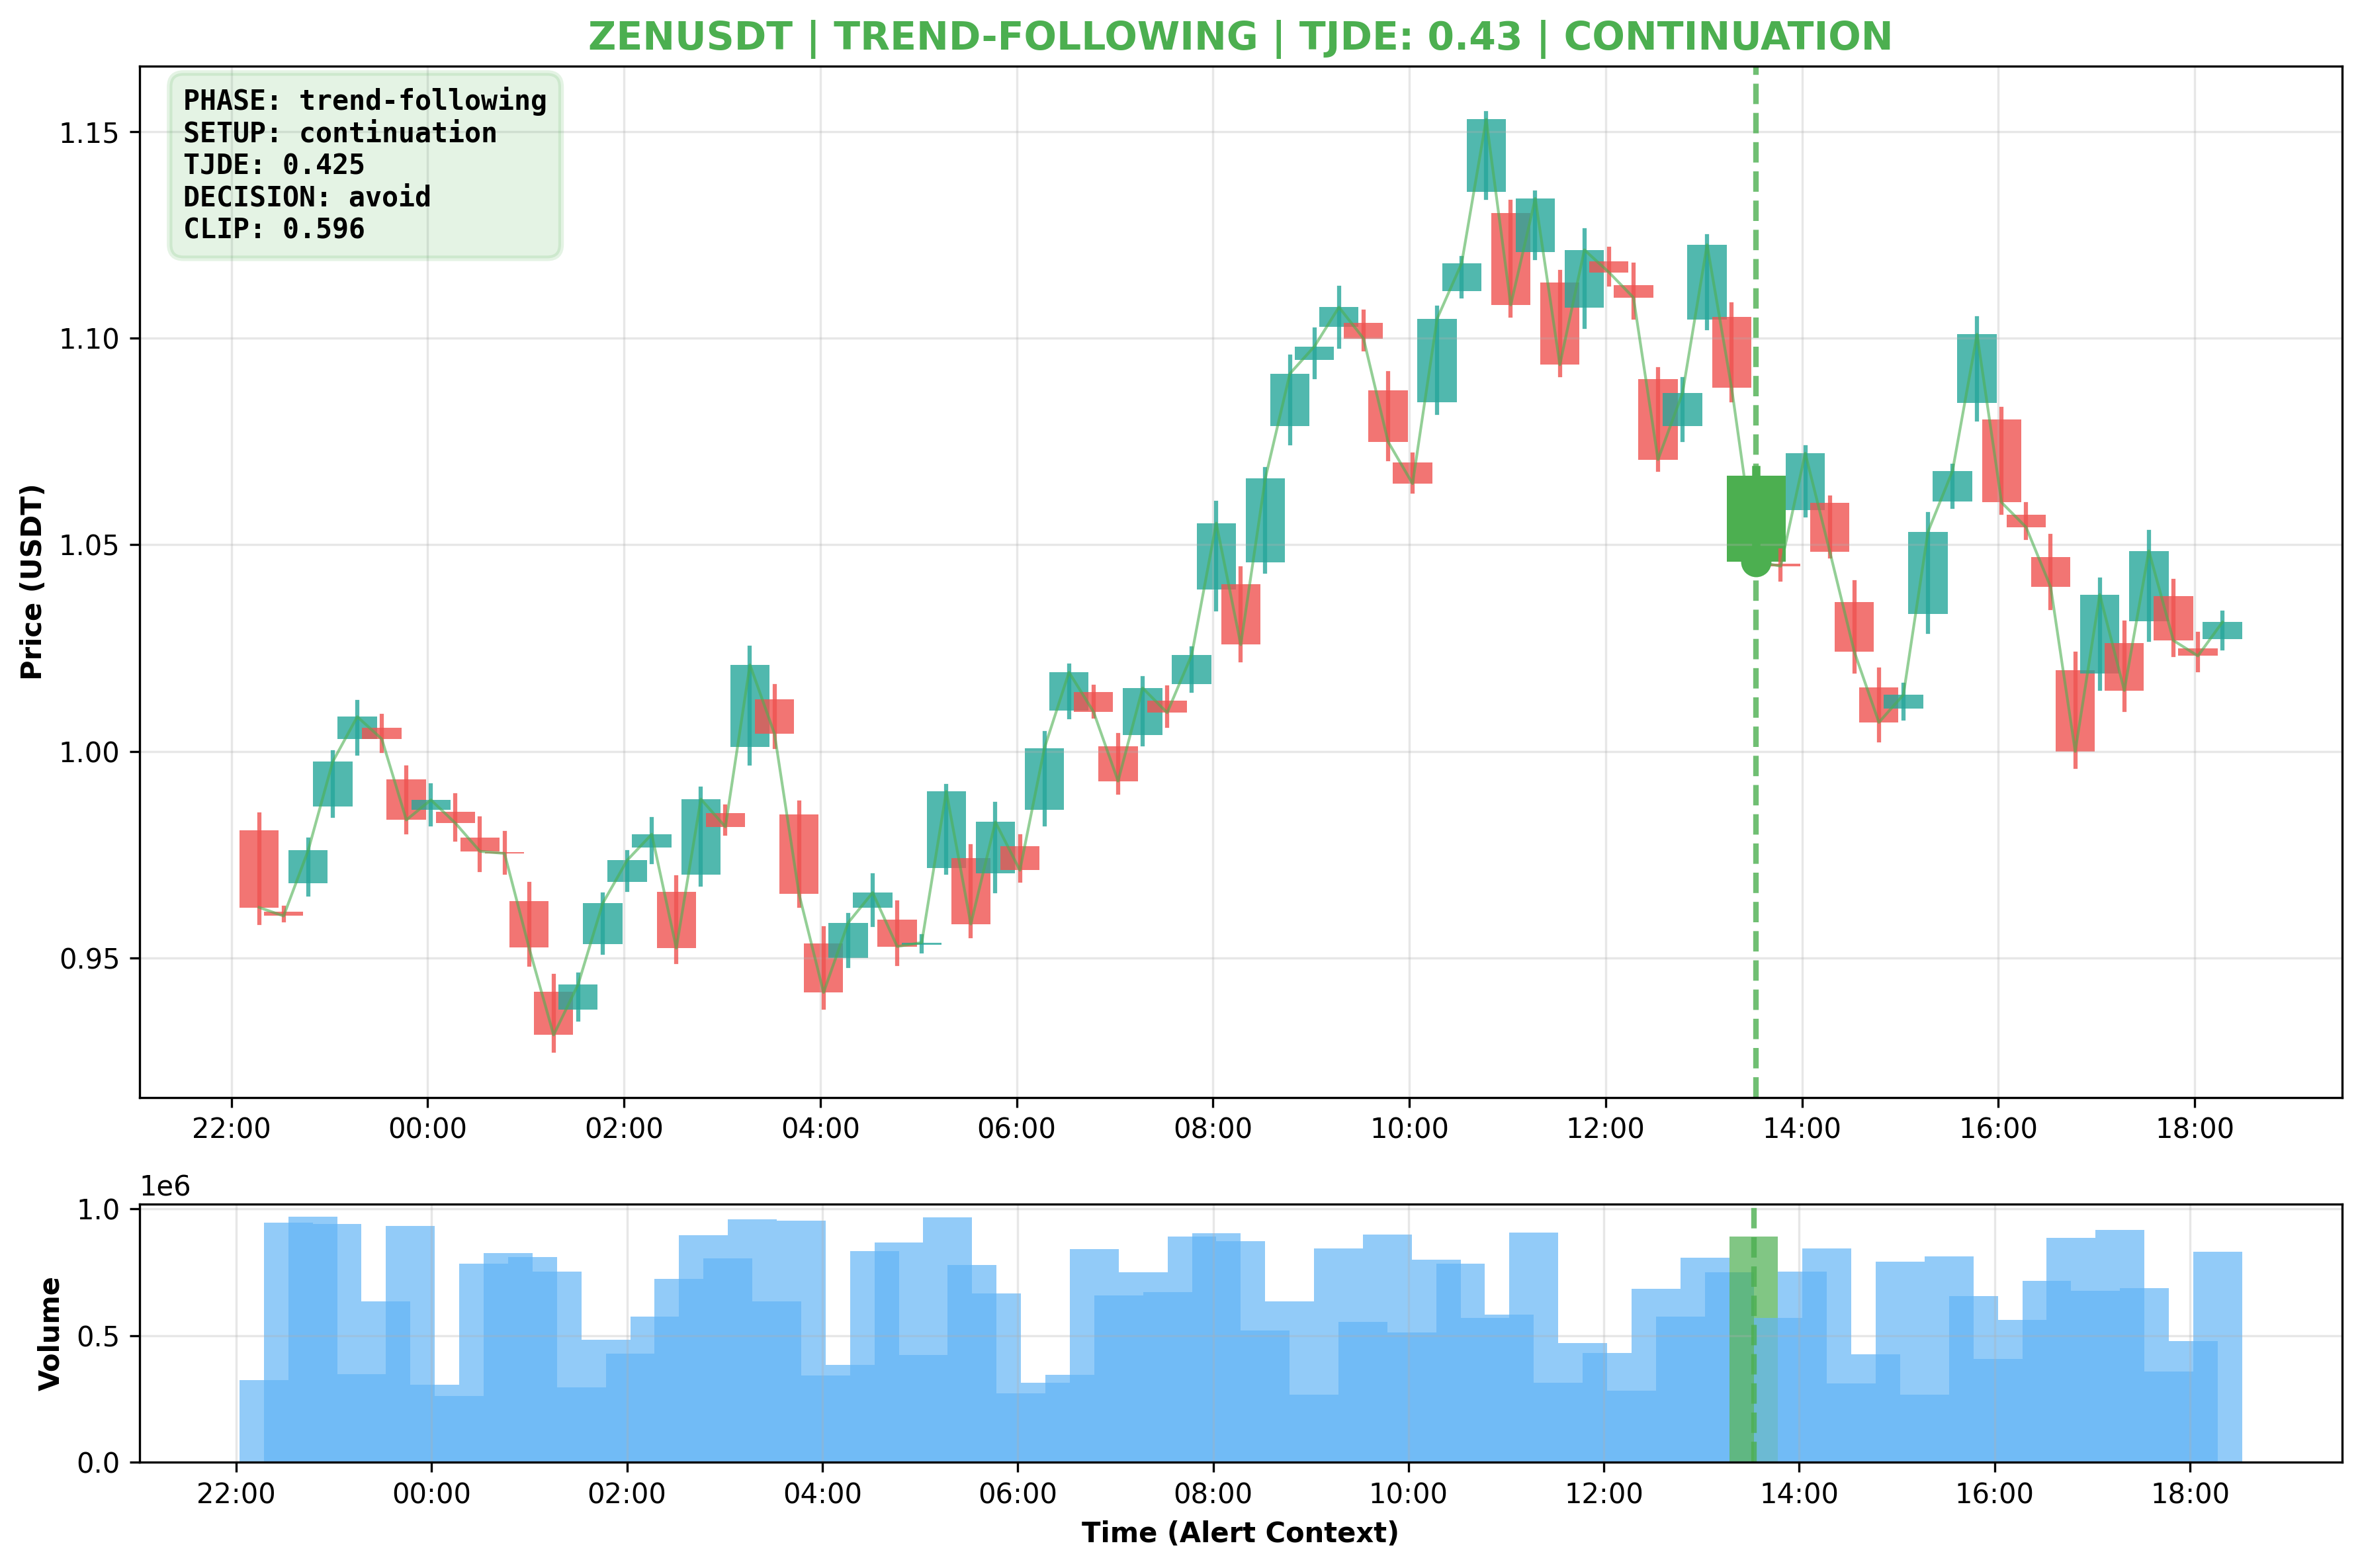 ZENUSDT | TREND-FOLLOWING | TJDE: 0.43 | CONTINUATION
PHASE: trend-following
SETUP: continuation
TJDE: 0.425
DECISION: avoid
CLIP: 0.596
Price (USDT)
1.15
1.10
1.05
1.00
0.95
22:00 00:00 02:00 04:00 06:00 08:00 10:00 12:00 14:00 16:00 18:00
1e6
Volume
1.0
0.5
0.0
22:00 00:00 02:00 04:00 06:00 08:00 10:00 12:00 14:00 16:00 18:00
Time (Alert Context)